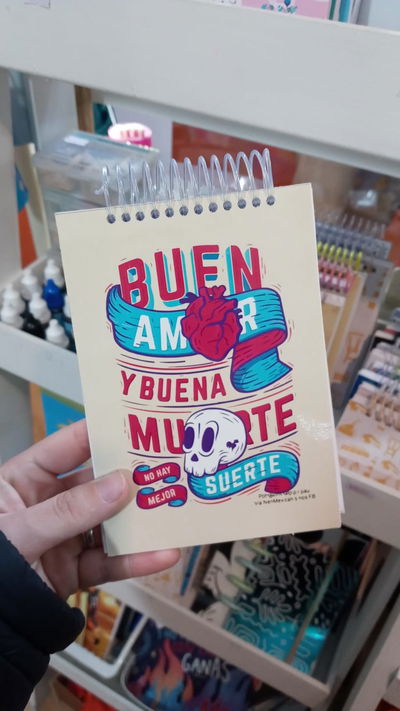 BUEN
AMOR
Y BUENA
MUERTE
NO HAY
MEJOR
SUERTE
GANAS